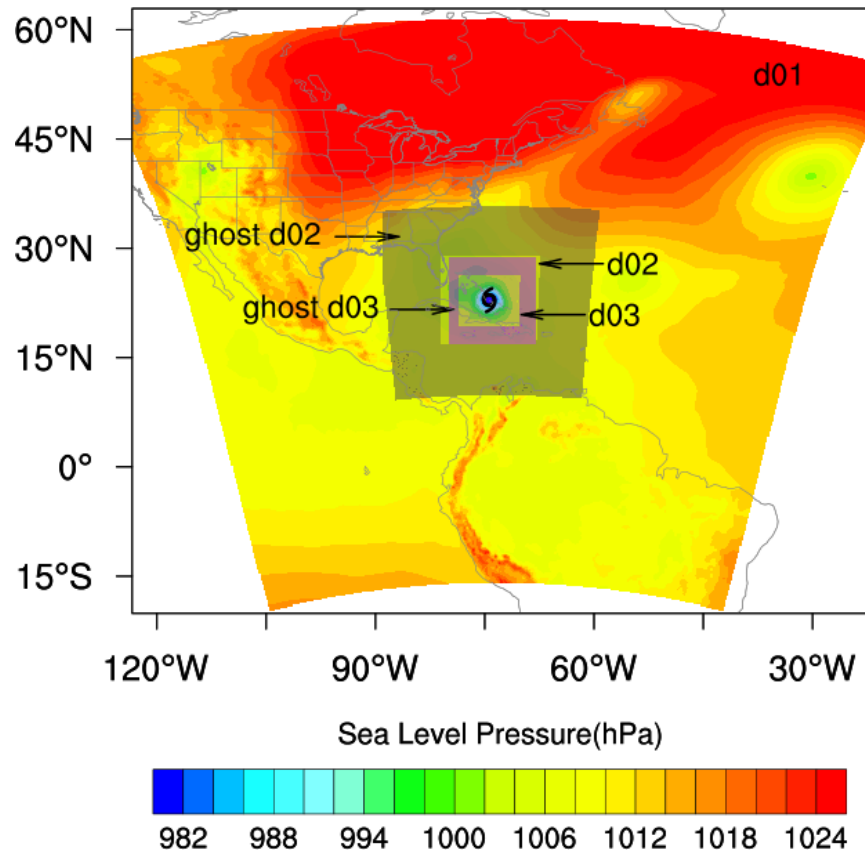 60°N
d01
45°N
30°N
ghost d02
d02
ghost d03
d03
15°N
0°
15°S
120°W 90°W 60°W 30°W
Sea Level Pressure(hPa)
982 988 994 1000 1006 1012 1018 1024